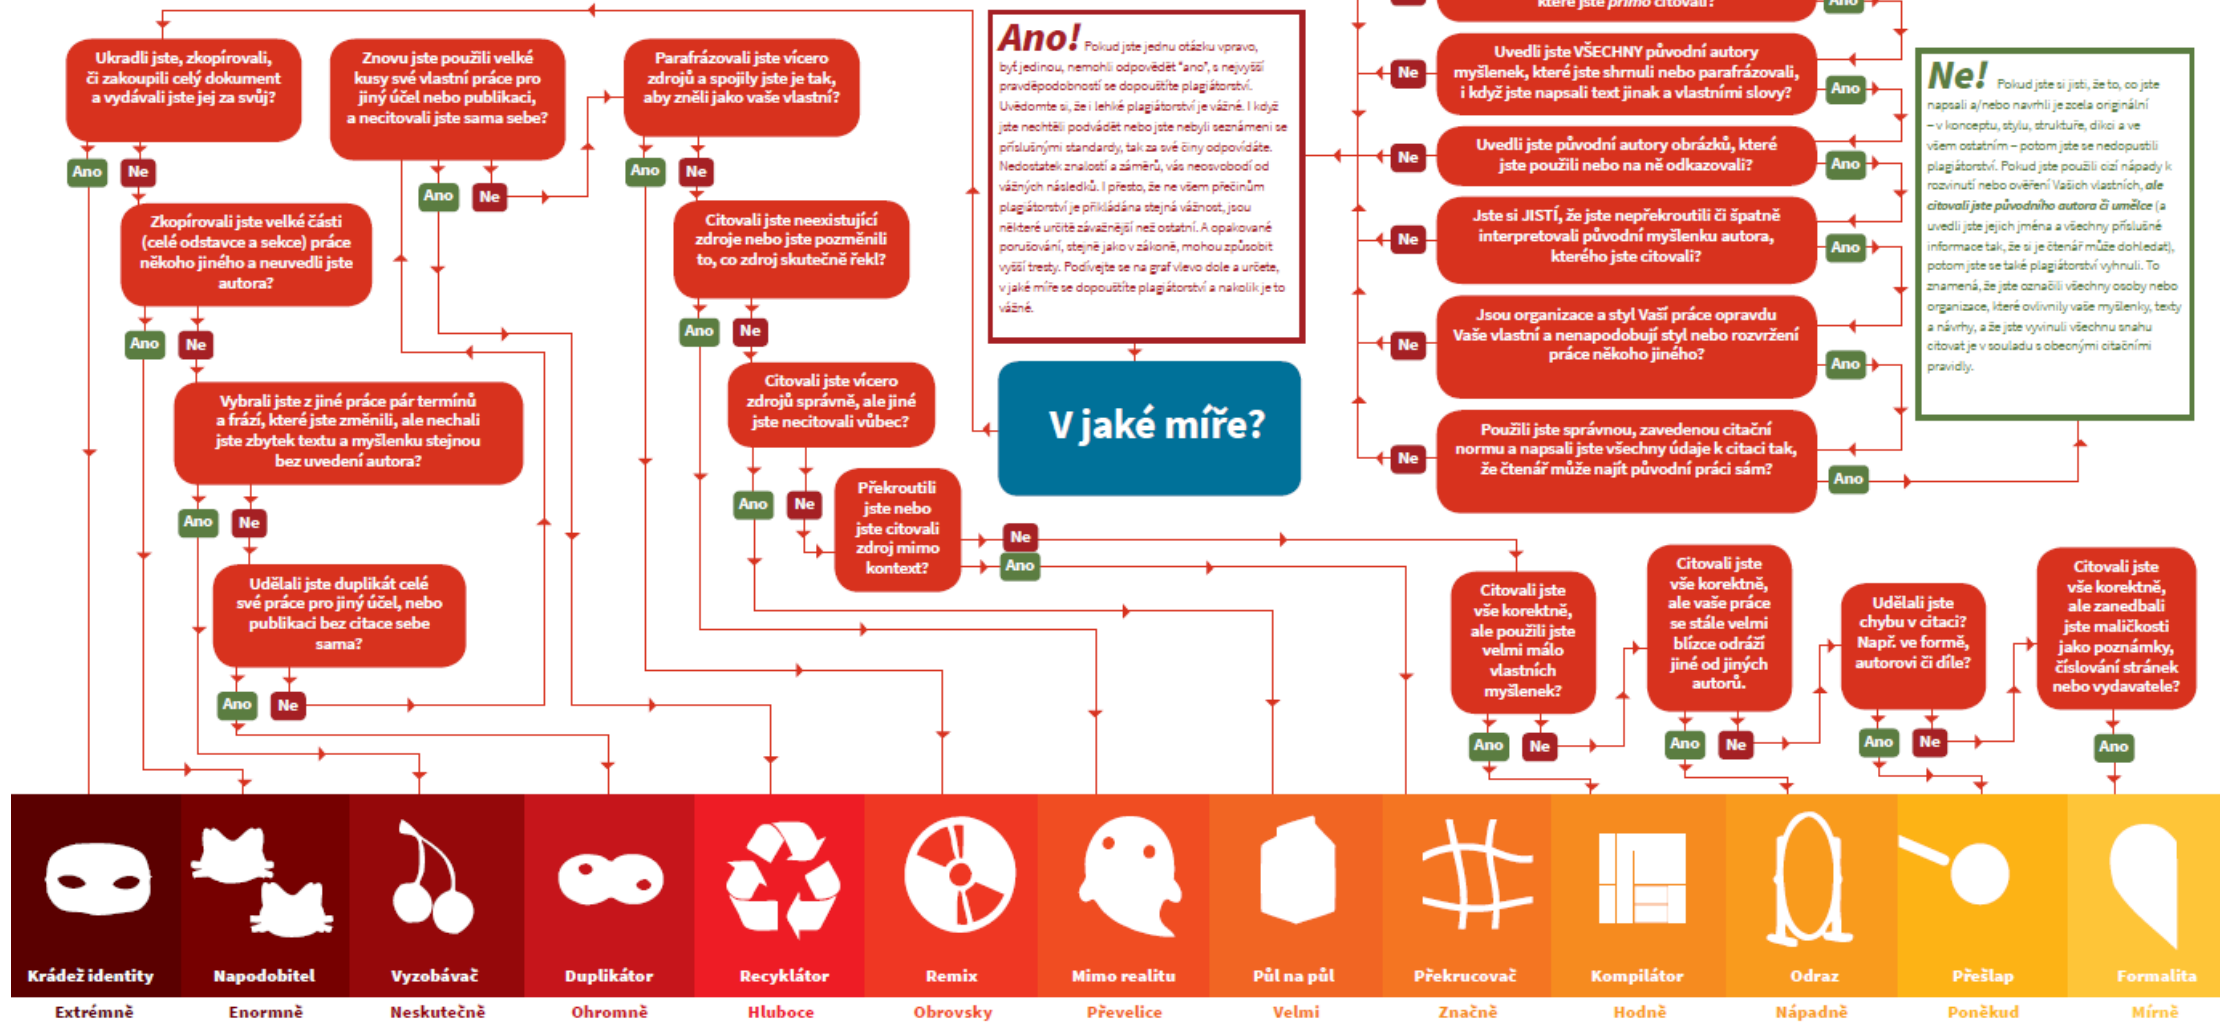 Ukradli jste, zkopírovali,
či zakoupili celý dokument
a vydávali jste jej za svůj?
Ano
Ne
Zkopírovali jste velké části
(celé odstavce a sekce) práce
někoho jiného a neuvedli jste
autora?
Ano
Ne
Vybrali jste z jiné práce pár termínů
a frází, které jste změnili, ale nechali
jste zbytek textu a myšlenku stejnou
bez uvedení autora?
Ano
Ne
Udělali jste duplikát celé
své práce pro jiný účel, nebo
publikaci bez citace sebe
sama?
Ano
Ne
Znovu jste použili velké
kusy své vlastní práce pro
jiný účel nebo publikaci,
a necitovali jste sama sebe?
Ano
Ne
Parafrázovali jste vícero
zdrojů a spojily jste je tak,
aby zněli jako vaše vlastní?
Ano
Ne
Citovali jste neexistující
zdroje nebo jste pozměnili
to, co zdroj skutečně řekl?
Ano
Ne
Citovali jste vícero
zdrojů správně, ale jiné
jste necitovali vůbec?
Ano
Ne
Překroutili
jste nebo
jste citovali
zdroj mimo
kontext?
Ne
Ano
Ano! Pokud jste jednu otázku vpravo,
byť jedinou, nemohli odpovědět "ano", s nejvyšší
pravděpodobností se dopouštíte plagiátorství.
Uvědomte si, že i lehké plagiátorství je vážné. I když
jste nechtěli podvádět nebo jste nebyli seznámeni se
příslušnými standardy, tak za své činy odpovídáte.
Nedostatek znalostí a záměrů, vás neosvobodí od
vážných následků. I přesto, že ne všem přečinům
plagiátorství je přikládána stejná vážnost, jsou
některé určitě závažnější než ostatní. A opakované
porušování, stejně jako v zákoně, mohou způsobit
vyšší tresty. Podívejte se na graf vlevo dole a určete,
v jaké míře se dopouštíte plagiátorství a nakolik je to
vážné.
V jaké míře?
které jste přímo citovali?
Ano
Uvedli jste VŠECHNY původní autory
myšlenek, které jste shrnuli nebo parafrázovali,
i když jste napsali text jinak a vlastními slovy?
Ne
Ano
Uvedli jste původní autory obrázků, které
jste použili nebo na ně odkazovali?
Ne
Ano
Jste si JISTÍ, že jste nepřekroutili či špatně
interpretovali původní myšlenku autora,
kterého jste citovali?
Ne
Ano
Jsou organizace a styl Vaší práce opravdu
Vaše vlastní a nenapodobují styl nebo rozvržení
práce někoho jiného?
Ne
Ano
Použili jste správnou, zavedenou citační
normu a napsali jste všechny údaje k citaci tak,
že čtenář může najít původní práci sám?
Ne
Ano
Ne! Pokud jste si jisti, že to, co jste
napsali a/nebo navrhli je zcela originální
– v konceptu, stylu, struktuře, dikci a ve
všem ostatním – potom jste se nedopustili
plagiátorství. Pokud jste použili cizí nápady k
rozvinutí nebo ověření Vašich vlastních, ale
citovali jste původního autora či umělce (a
uvedli jste jejich jména a všechny příslušné
informace tak, že si je čtenář může dohledat),
potom jste se také plagiátorství vyhnuli. To
znamená, že jste označili všechny osoby nebo
organizace, které ovlivnily vaše myšlenky, texty
a návrhy, a že jste vyvinuli všechnu snahu
citovat je v souladu s obecnými citačními
pravidly.
Citovali jste
vše korektně,
ale použili jste
velmi málo
vlastních
myšlenek?
Ano
Ne
Citovali jste
vše korektně,
ale vaše práce
se stále velmi
blízce odráží
jiné od jiných
autorů.
Ano
Ne
Udělali jste
chybu v citaci?
Např. ve formě,
autorovi či díle?
Ano
Ne
Citovali jste
vše korektně,
ale zanedbali
jste maličkosti
jako poznámky,
číslování stránek
nebo vydavatele?
Ano
Krádež identity
Extrémně
Napodobitel
Enormně
Vyzobávač
Neskutečně
Duplikátor
Ohromně
Recyklátor
Hluboce
Remix
Obrovsky
Mimo realitu
Převelice
Půl na půl
Velmi
Překrucovač
Značně
Kompilátor
Hodně
Odraz
Nápadně
Přešlap
Poněkud
Formalita
Mírně